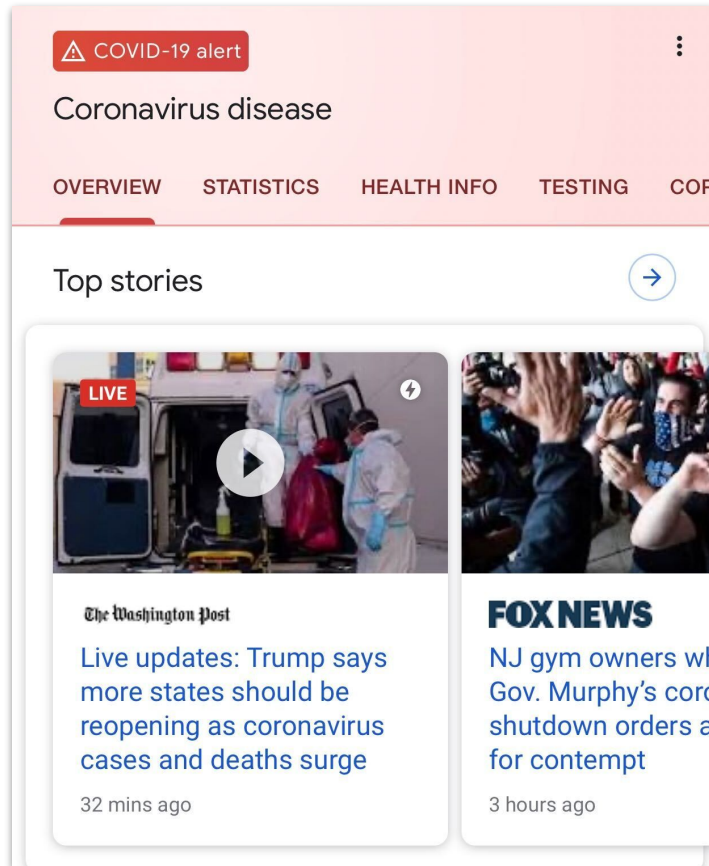 COVID-19 alert
Coronavirus disease
OVERVIEW STATISTICS HEALTH INFO TESTING
Top stories
LIVE
The Washington Post
Live updates: Trump says
more states should be
reopening as coronavirus
cases and deaths surge
32 mins ago
FOX NEWS
NJ gym owners
Gov. Murphy's
shutdown orders
for contempt
3 hours ago